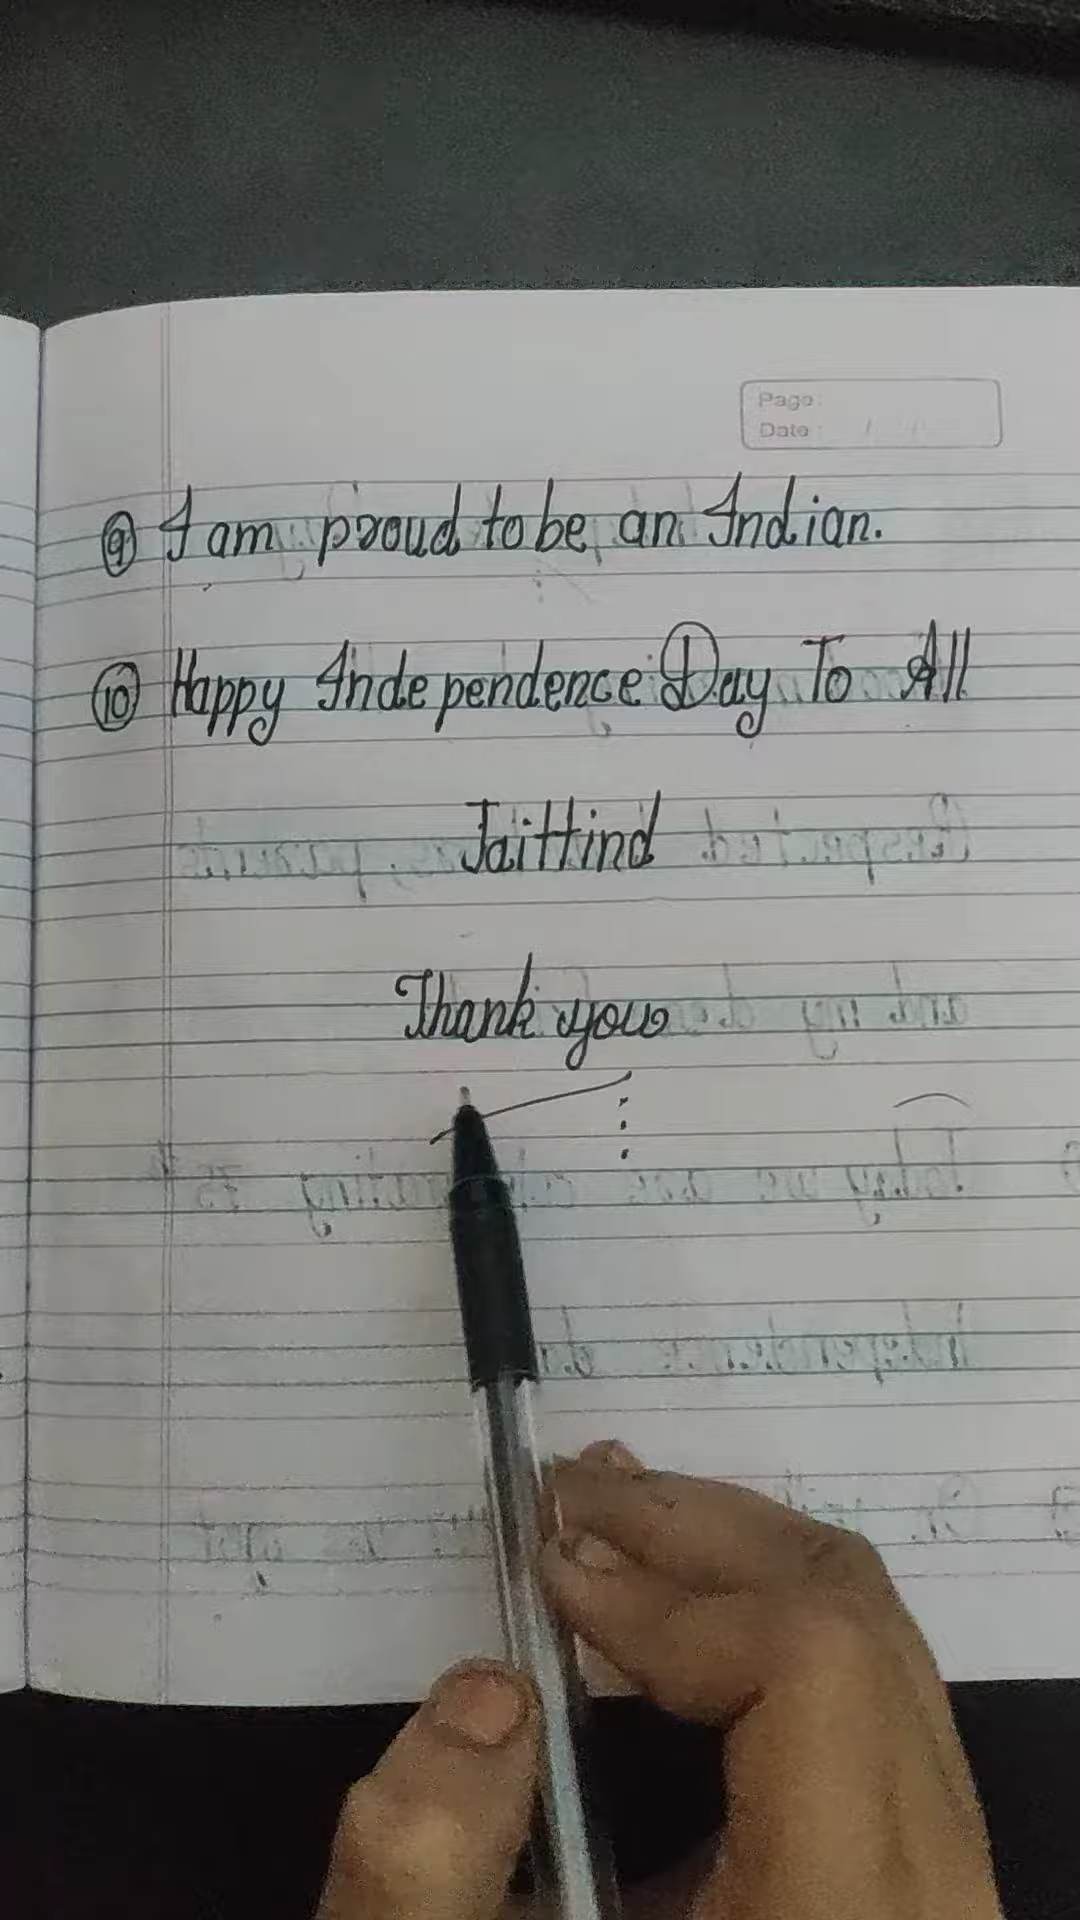 Page:
Date: / /
9 I am proud to be an Indian.
10 Happy Independence Day To All
JaiHind
Thank you